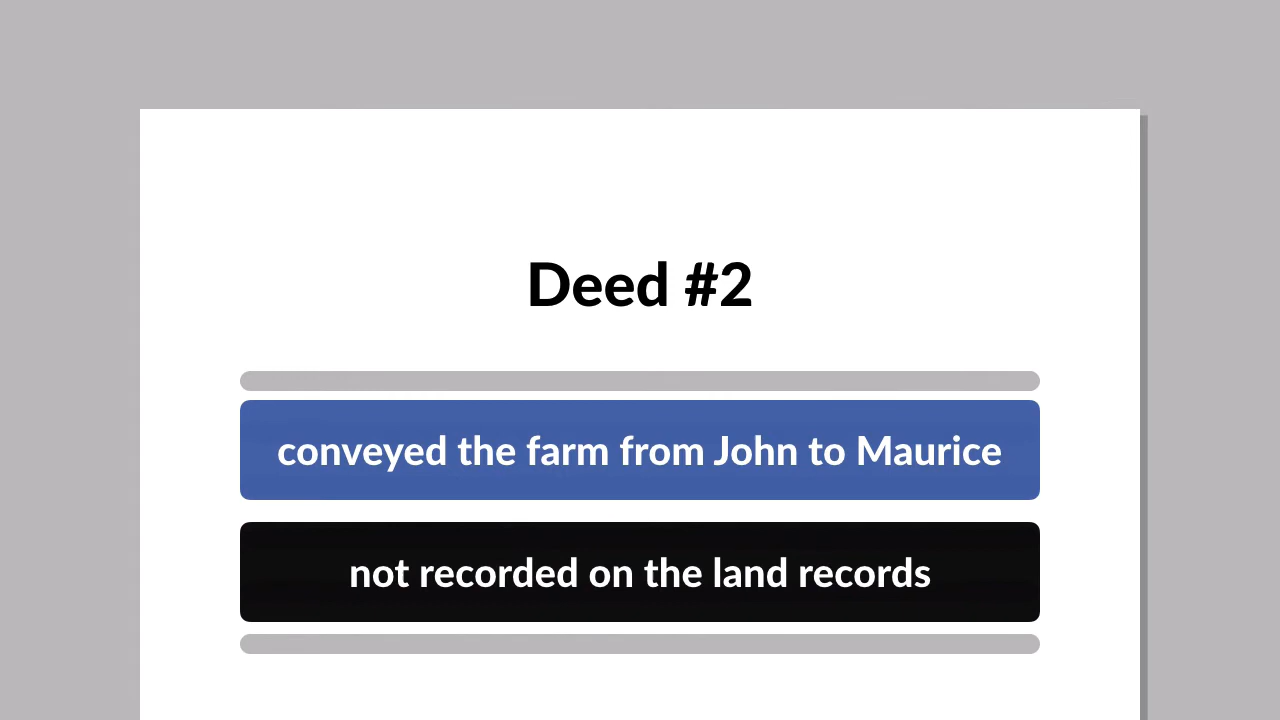 Deed #2
conveyed the farm from John to Maurice
not recorded on the land records